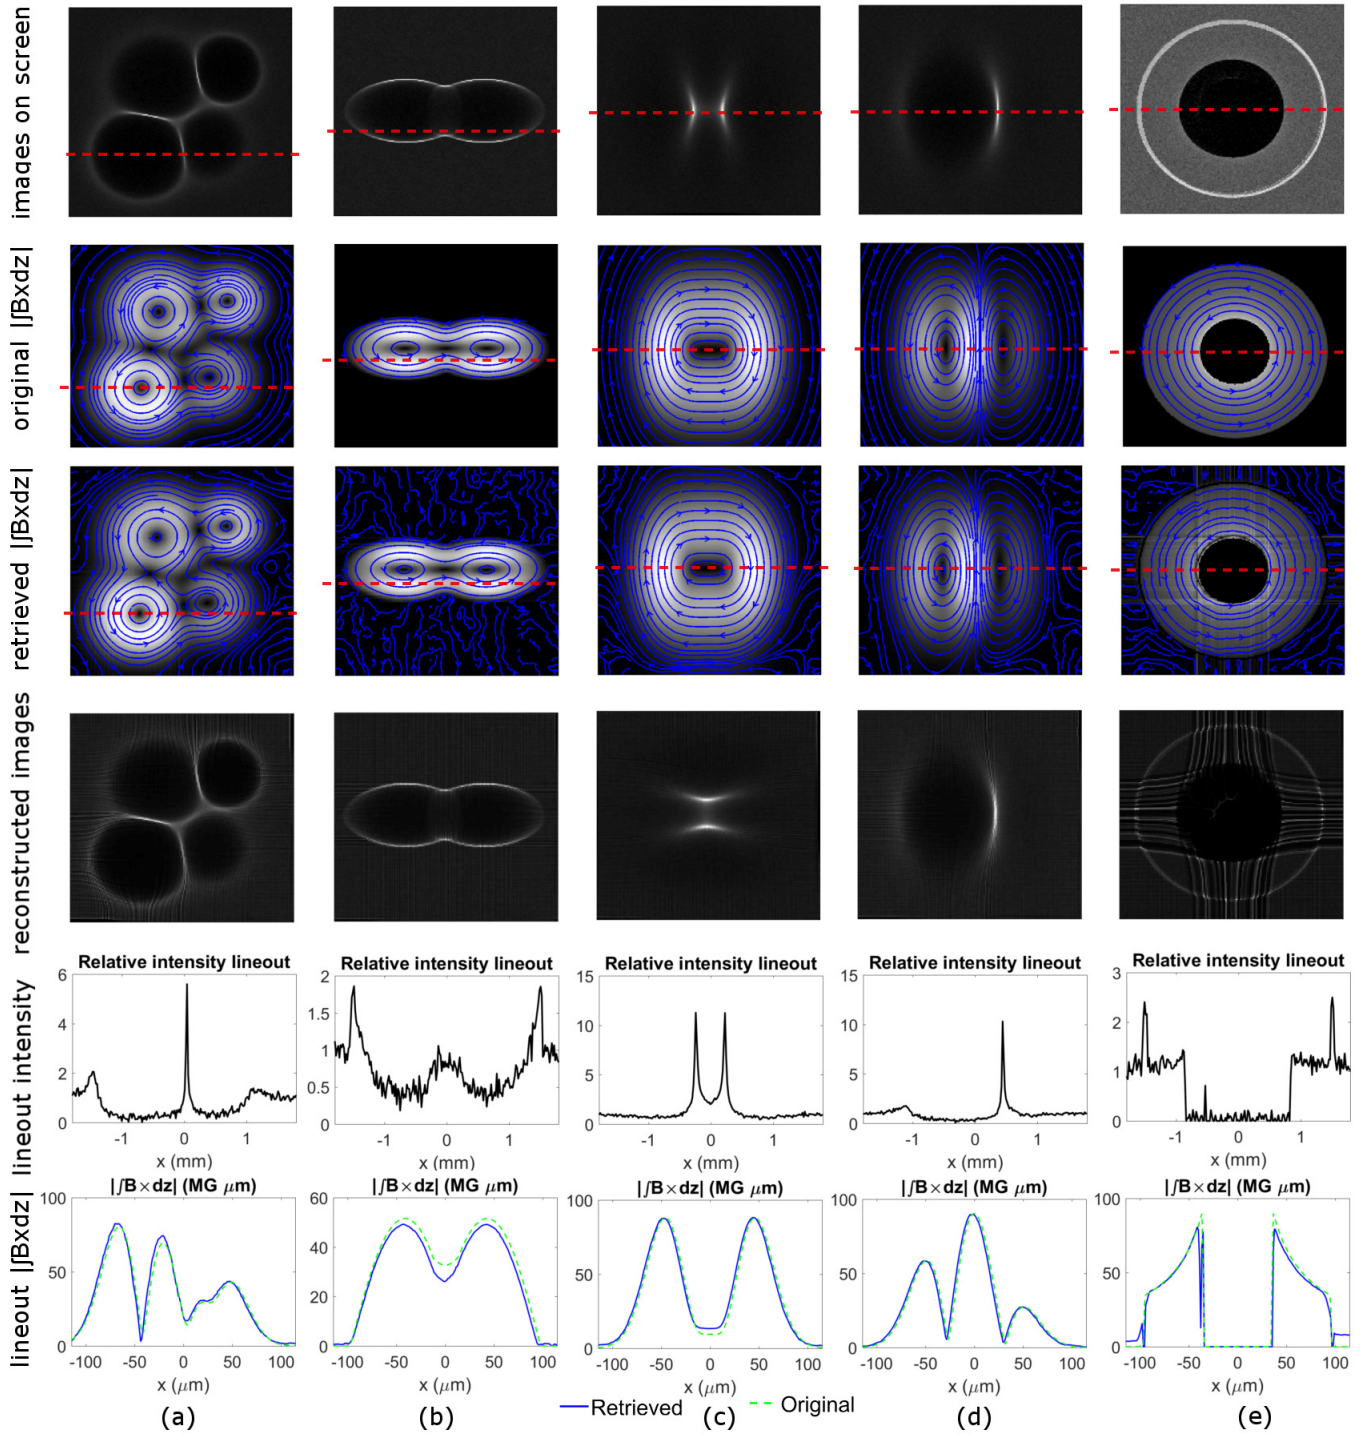 images on screen
original |∫Bxdz|
retrieved |∫Bxdz|
reconstructed images
lineout intensity
Relative intensity lineout
6
4
2
0
-1
0
1
x (mm)
Relative intensity lineout
2
1.5
1
0.5
0
-1
0
1
x (mm)
Relative intensity lineout
15
10
5
0
-1
0
1
x (mm)
Relative intensity lineout
15
10
5
0
-1
0
1
x (mm)
Relative intensity lineout
3
2
1
0
-1
0
1
x (mm)
lineout |∫Bxdz|
|∫B×dz| (MG μm)
100
50
0
-100
-50
0
50
100
x (μm)
|∫B×dz| (MG μm)
60
40
20
0
-100
-50
0
50
100
x (μm)
|∫B×dz| (MG μm)
100
50
0
-100
-50
0
50
100
x (μm)
|∫B×dz| (MG μm)
100
50
0
-100
-50
0
50
100
x (μm)
|∫B×dz| (MG μm)
100
50
0
-100
-50
0
50
100
x (μm)
(a)
(b)
Retrieved
(c)
Original
(d)
(e)